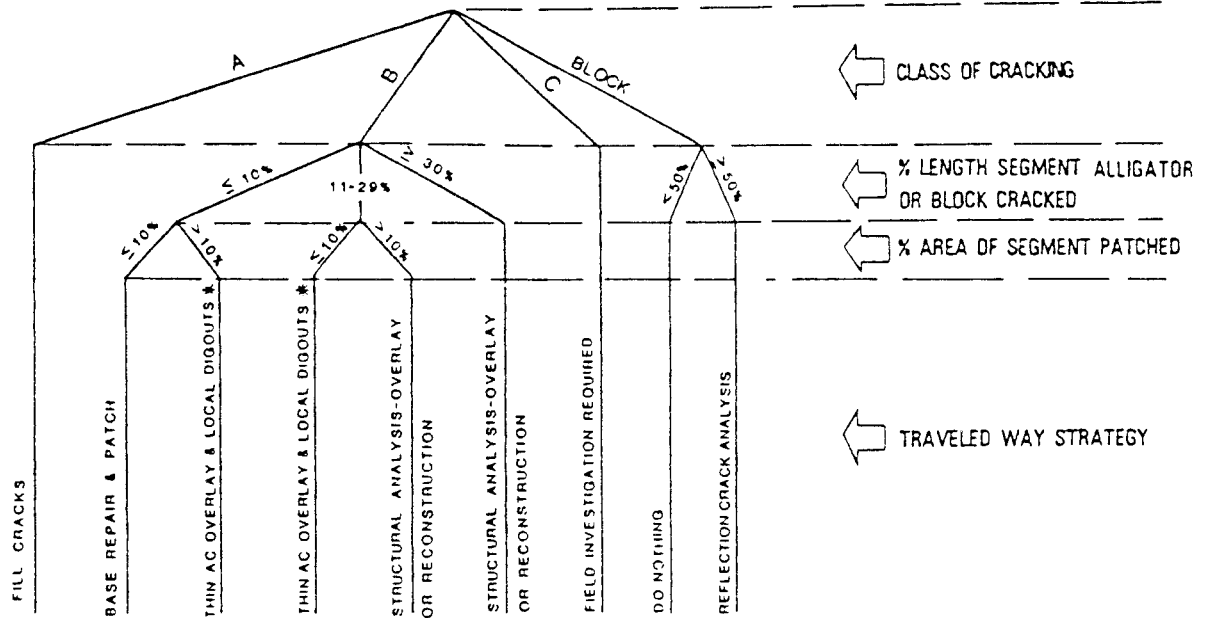 A
B
C
BLOCK
CLASS OF CRACKING
≤ 10%
11-29%
≥ 30%
< 50%
> 50%
% LENGTH SEGMENT ALLIGATOR
OR BLOCK CRACKED
≤10%
>10%
≤10%
>10%
% AREA OF SEGMENT PATCHED
FILL CRACKS
BASE REPAIR & PATCH
THIN AC OVERLAY & LOCAL DIGOUTS *
THIN AC OVERLAY & LOCAL DIGOUTS *
STRUCTURAL ANALYSIS-OVERLAY
OR RECONSTRUCTION
STRUCTURAL ANALYSIS-OVERLAY
OR RECONSTRUCTION
FIELD INVESTIGATION REQUIRED
DO NOTHING
REFLECTION CRACK ANALYSIS
TRAVELED WAY STRATEGY